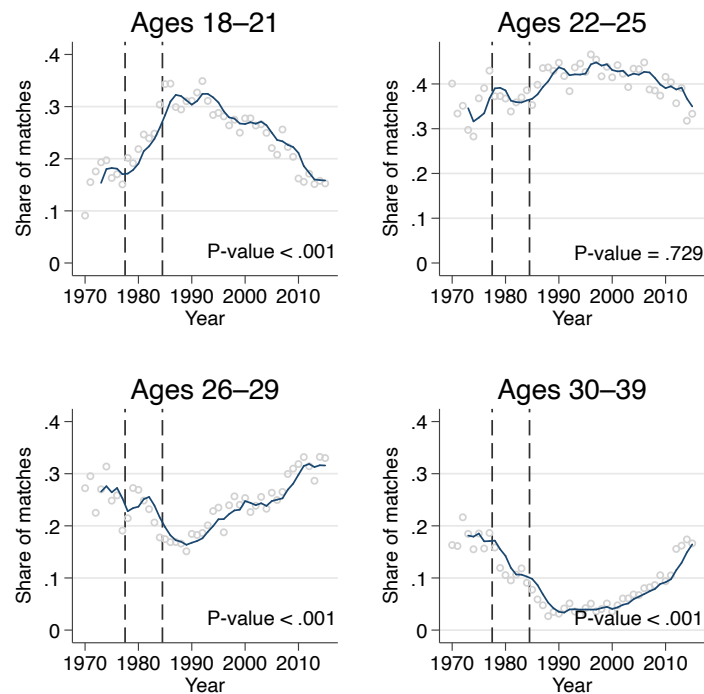 Ages 18–21
Share of matches
.4
.3
.2
.1
0
P-value < .001
1970 1980 1990 2000 2010
Year
Ages 22–25
Share of matches
.4
.3
.2
.1
0
P-value = .729
1970 1980 1990 2000 2010
Year
Ages 26–29
Share of matches
.4
.3
.2
.1
0
P-value < .001
1970 1980 1990 2000 2010
Year
Ages 30–39
Share of matches
.4
.3
.2
.1
0
P-value < .001
1970 1980 1990 2000 2010
Year